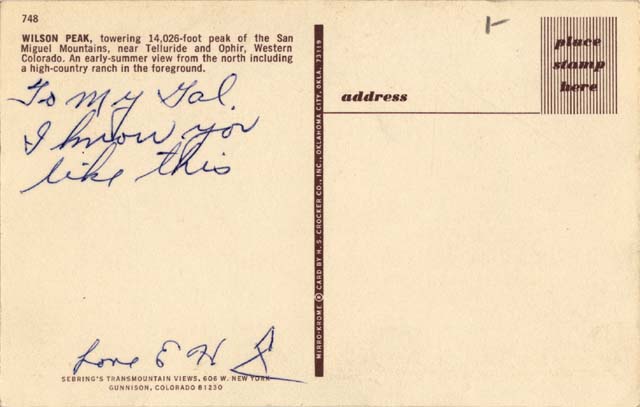 748
WILSON PEAK, towering 14,026-foot peak of the San
Miguel Mountains, near Telluride and Ophir, Western
Colorado. An early-summer view from the north including
a high-country ranch in the foreground.
To My Gal.
I know you
like this
Love E H
SEBRING'S TRANSMOUNTAIN VIEWS, 606 W. NEW YORK
GUNNISON, COLORADO 81230
MIRRO-KROME ® CARD BY H. S. CROCKER CO., INC., OKLAHOMA CITY, OKLA. 73119
address
place
stamp
here